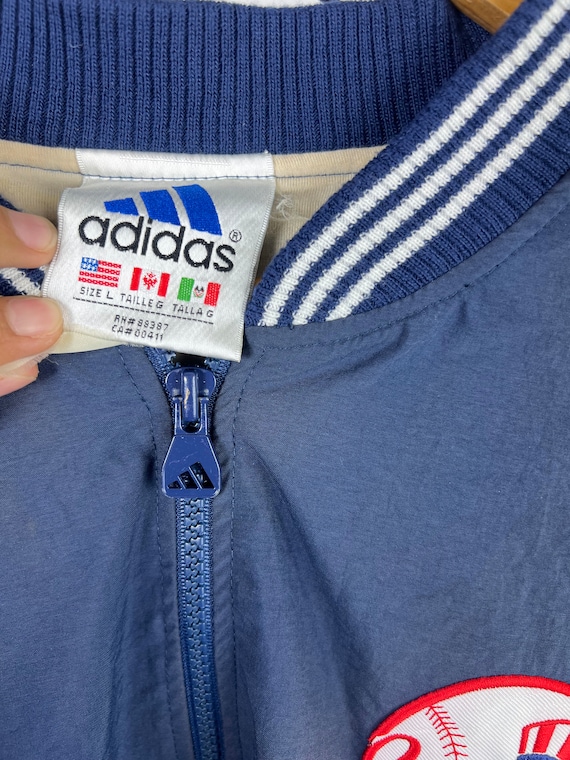 adidas®
SIZE L TAILLE G TALLA G
RN# 88387
CA# 00411